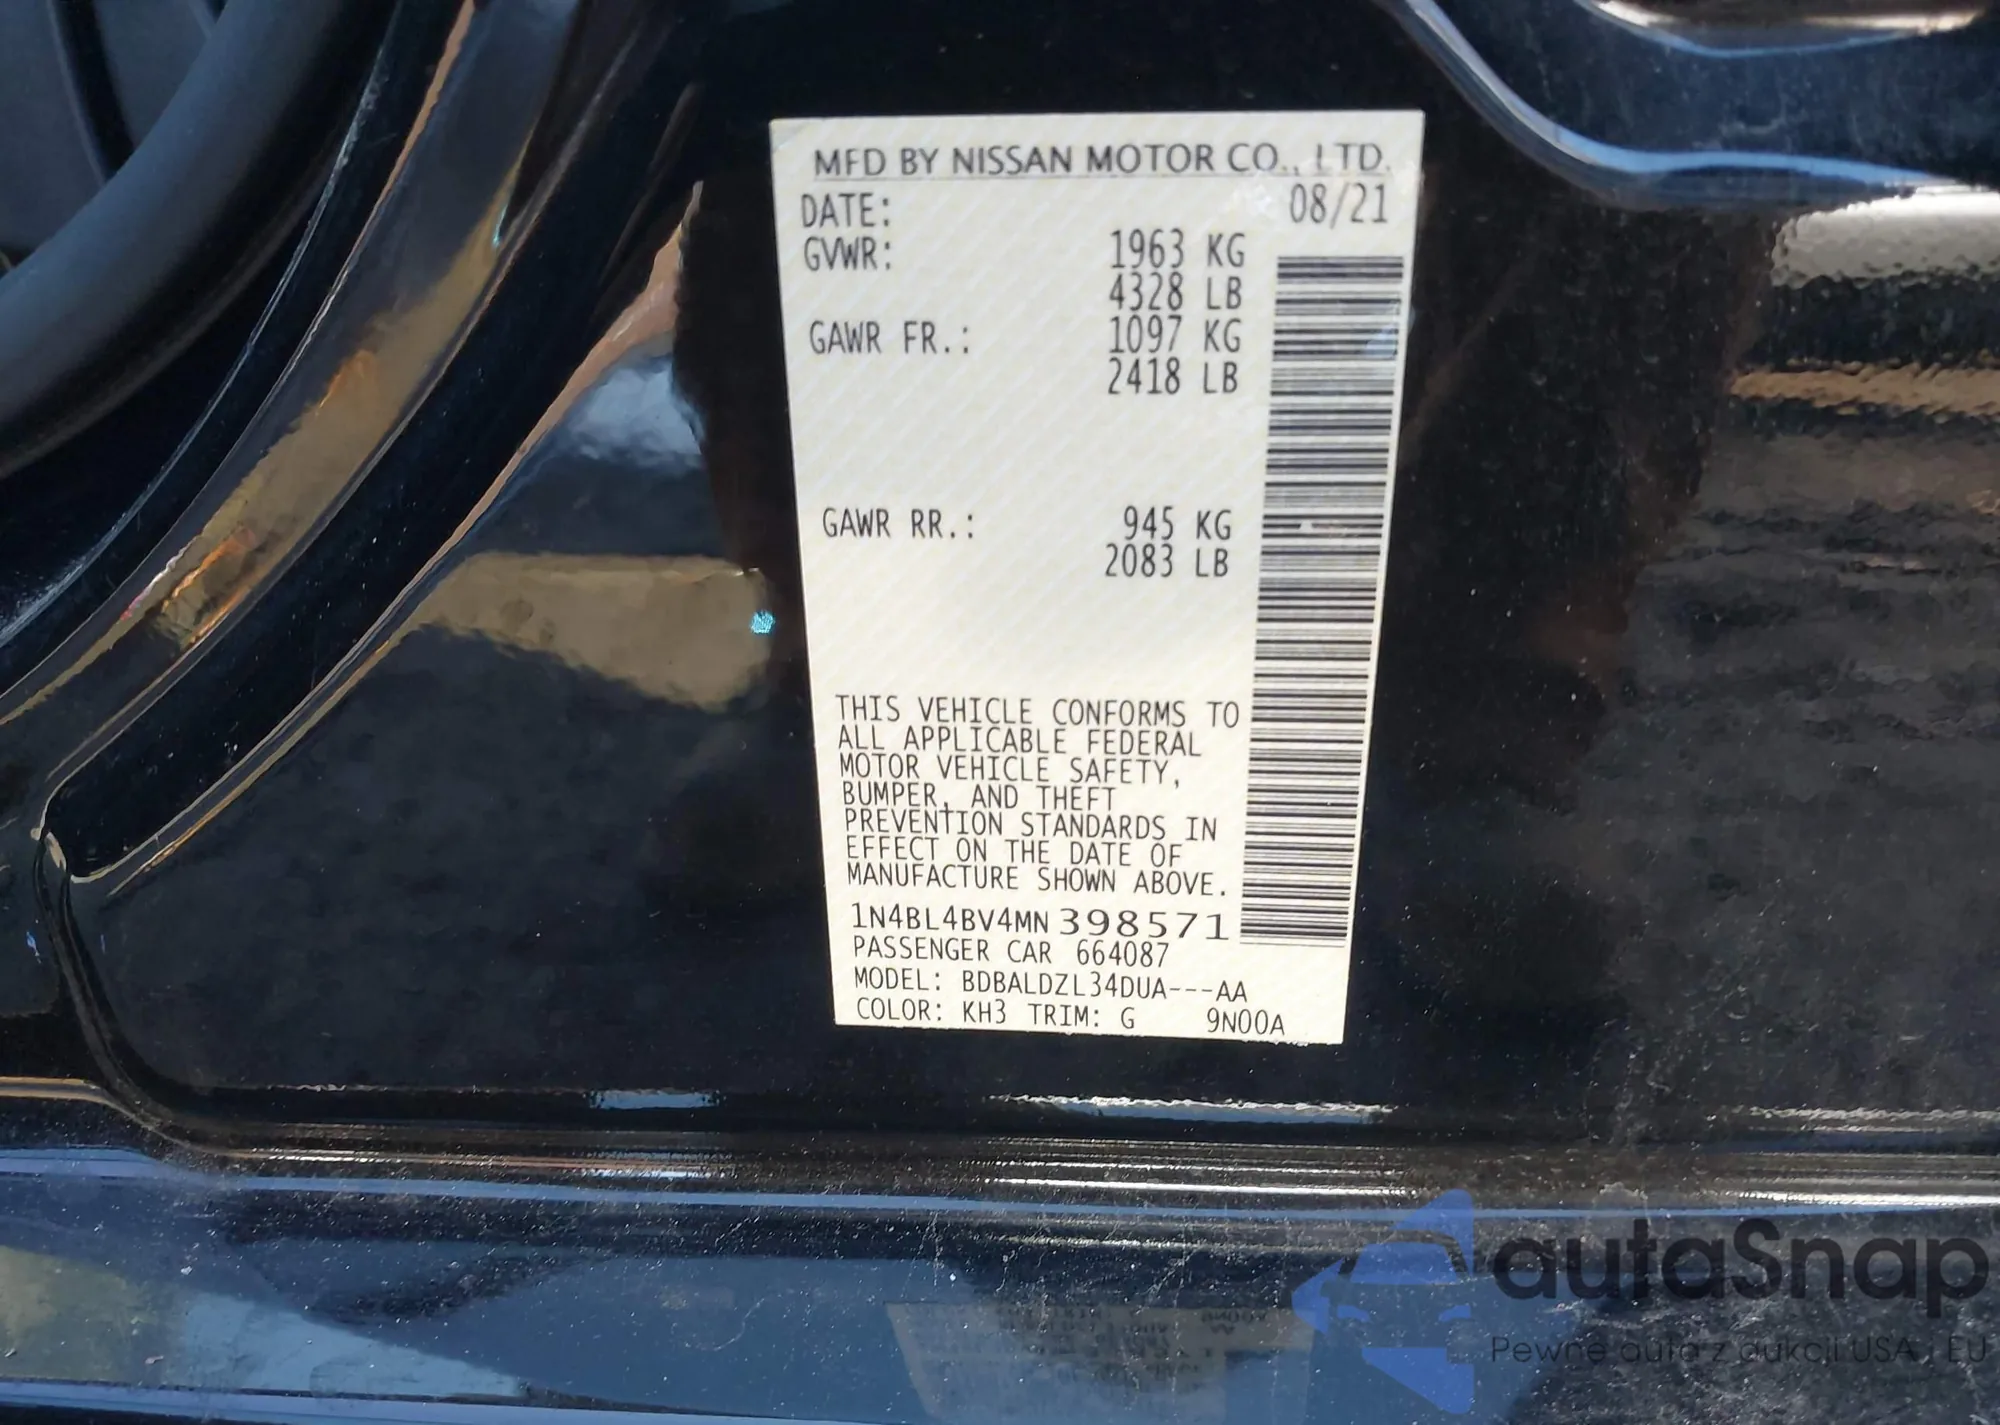 MFD BY NISSAN MOTOR CO., LTD.
DATE: 08/21
GVWR: 1963 KG
4328 LB
GAWR FR.: 1097 KG
2418 LB
GAWR RR.: 945 KG
2083 LB
THIS VEHICLE CONFORMS TO
ALL APPLICABLE FEDERAL
MOTOR VEHICLE SAFETY,
BUMPER, AND THEFT
PREVENTION STANDARDS IN
EFFECT ON THE DATE OF
MANUFACTURE SHOWN ABOVE.
1N4BL4BV4MN398571
PASSENGER CAR 664087
MODEL: BDBALDZL34DUA---AA
COLOR: KH3 TRIM: G 9N00A
autaSnap
Pewne auta z aukcji USA i EU